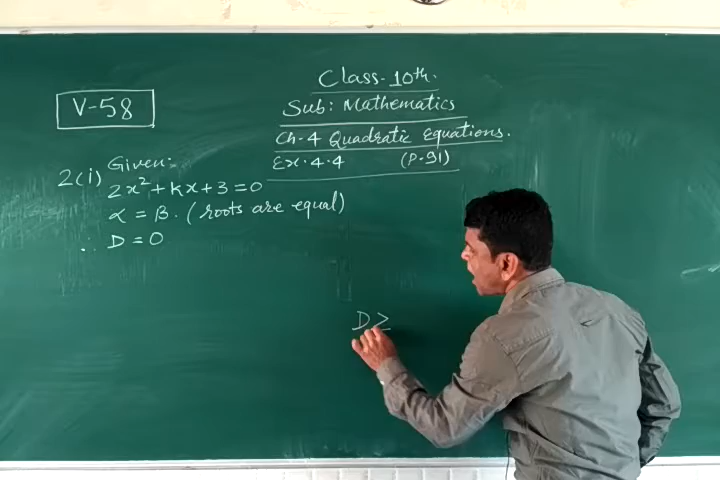 Class-10th.
Sub: Mathematics
Ch-4 Quadratic Equations.
Ex.4.4 (P-91)
V-58
2(i) Given:-
2x²+kx+3=0
α = β. (roots are equal)
∴ D=0
D≥